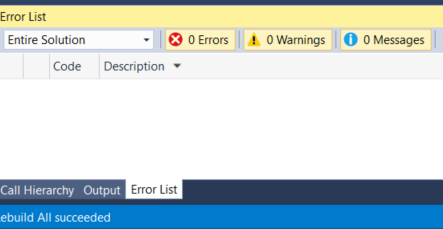 Error List
Entire Solution 0 Errors 0 Warnings 0 Messages
Code Description
Call Hierarchy Output Error List
ebuild All succeeded